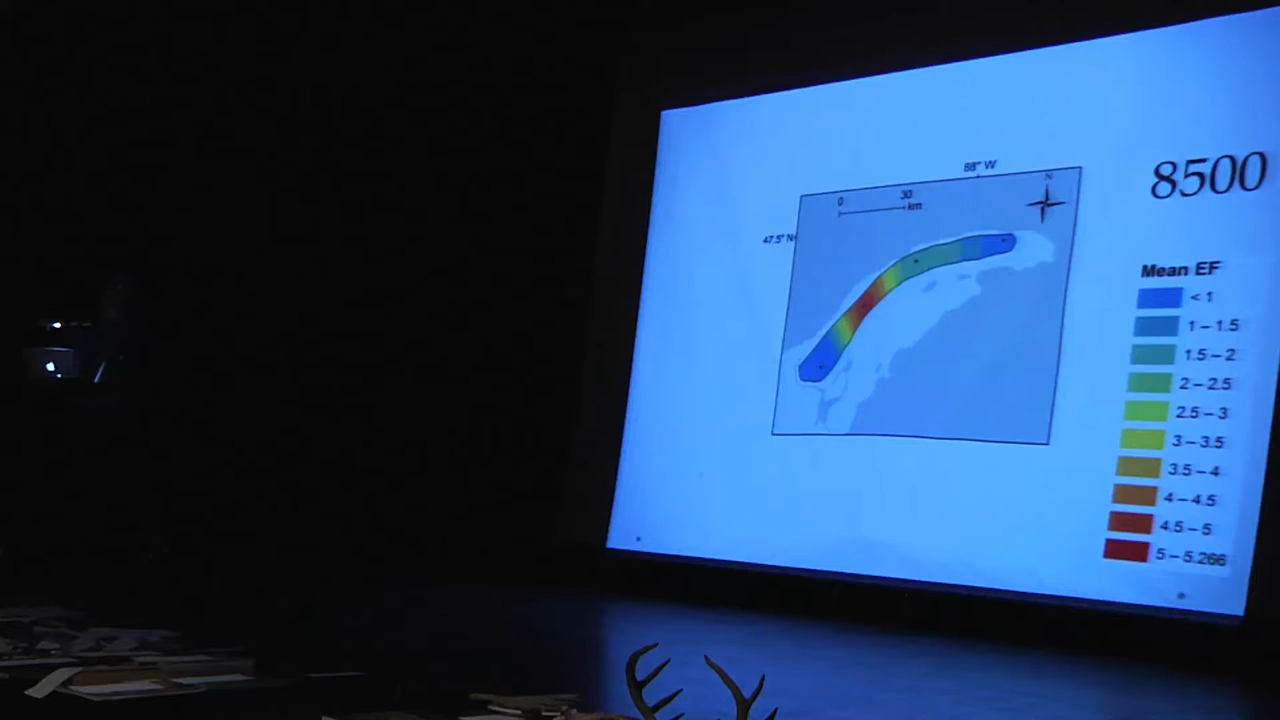 8500
88° W
N
0 30
km
47.5° N
Mean EF
< 1
1 – 1.5
1.5 – 2
2 – 2.5
2.5 – 3
3 – 3.5
3.5 – 4
4 – 4.5
4.5 – 5
5 – 5.266